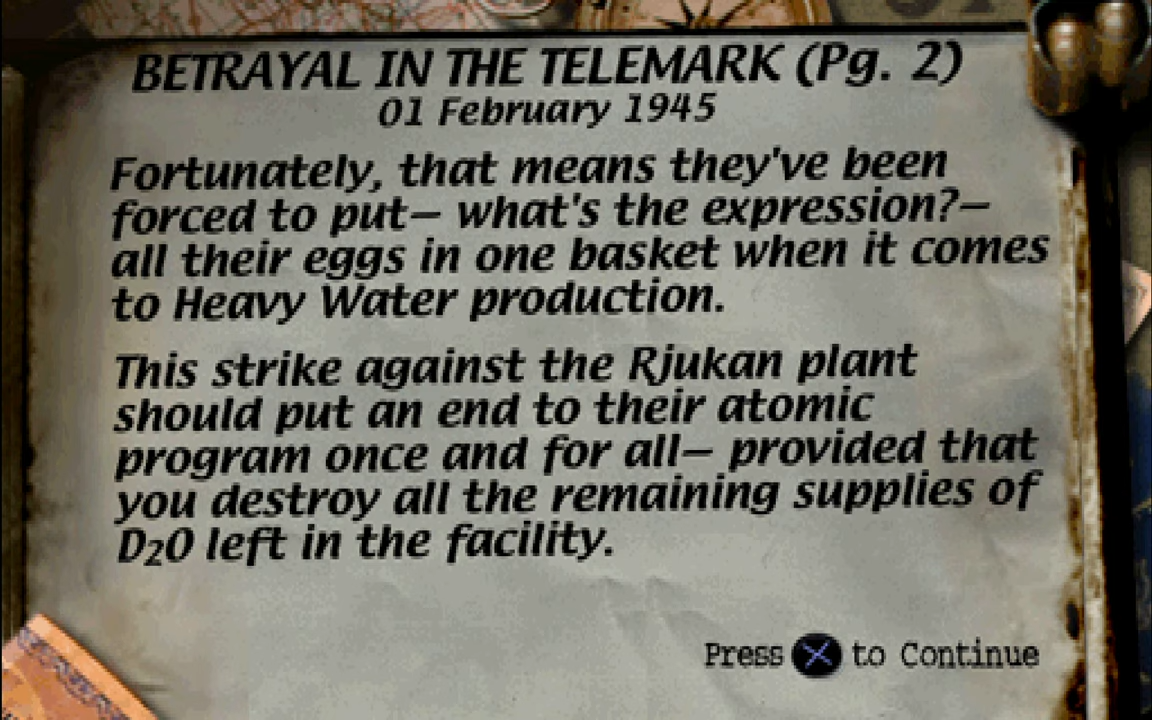 BETRAYAL IN THE TELEMARK (Pg. 2)
01 February 1945
Fortunately, that means they've been
forced to put— what's the expression?—
all their eggs in one basket when it comes
to Heavy Water production.
This strike against the Rjukan plant
should put an end to their atomic
program once and for all— provided that
you destroy all the remaining supplies of
D₂O left in the facility.
Press to Continue